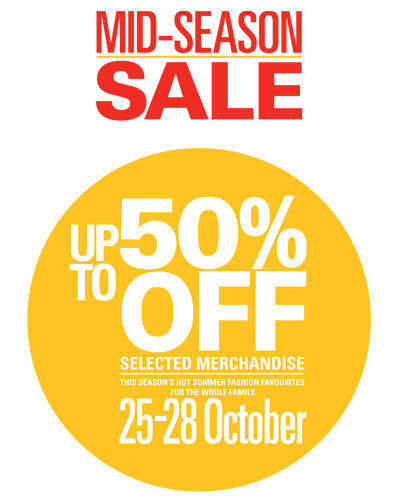 MID-SEASON
SALE
UP TO 50%
OFF
SELECTED MERCHANDISE
THIS SEASON'S HOT SUMMER FASHION FAVOURITES
FOR THE WHOLE FAMILY.
25-28 October